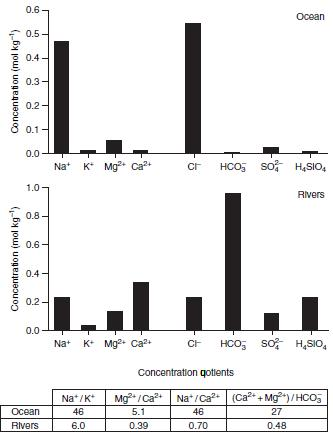 Ocean
Concentration (mol kg⁻¹)
0.6
0.5
0.4
0.3
0.2
0.1
0.0
Na⁺ K⁺ Mg²⁺ Ca²⁺ Cl⁻ HCO₃⁻ SO₄²⁻ H₄SiO₄
Rivers
Concentration (mol kg⁻¹)
1.0
0.8
0.6
0.4
0.2
0.0
Na⁺ K⁺ Mg²⁺ Ca²⁺ Cl⁻ HCO₃⁻ SO₄²⁻ H₄SiO₄
Concentration qotients
Na⁺/K⁺ Mg²⁺/Ca²⁺ Na⁺/Ca²⁺ (Ca²⁺ + Mg²⁺)/HCO₃⁻
Ocean 46 5.1 46 27
Rivers 6.0 0.39 0.70 0.48